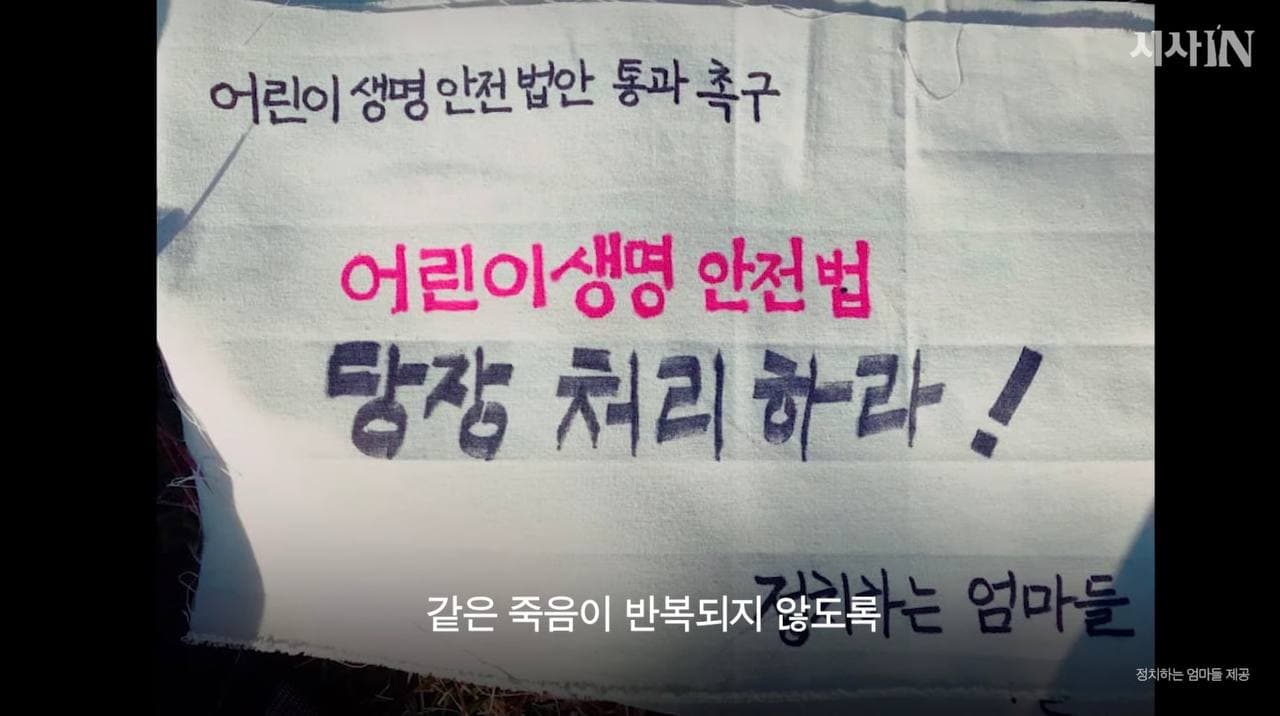 시사IN
어린이 생명 안전 법안 통과 촉구
어린이생명 안전법
당장 처리하라!
정치하는 엄마들
같은 죽음이 반복되지 않도록
정치하는 엄마들 제공